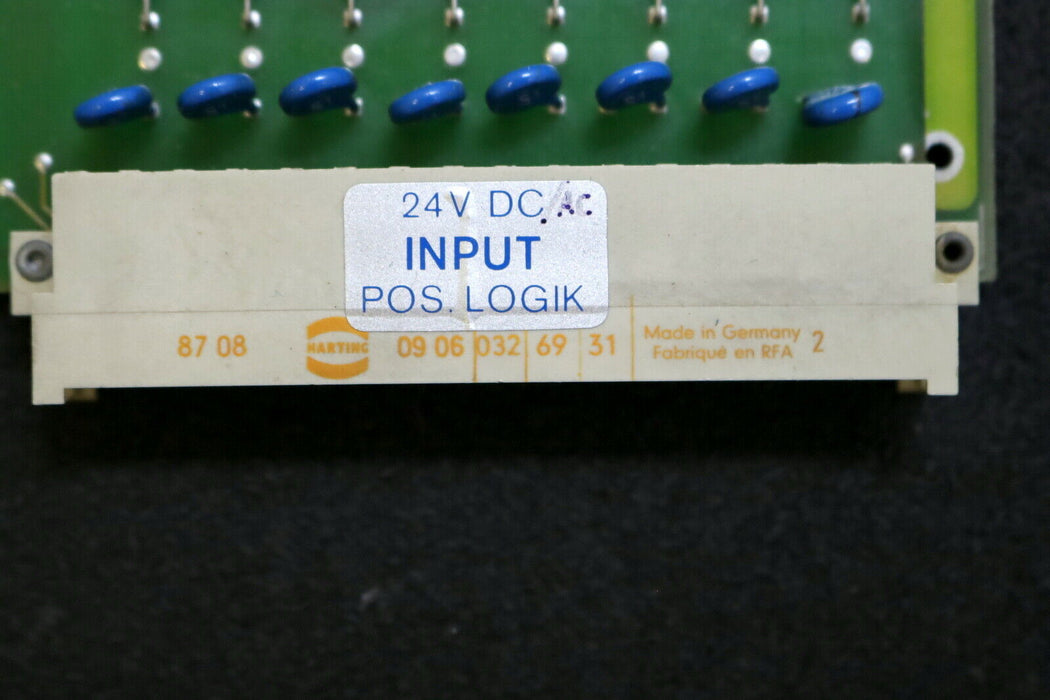 24V DC/AC
INPUT
POS. LOGIK
87 08 HARTING 09 06 032 69 31
Made in Germany
Fabriqué en RFA
2